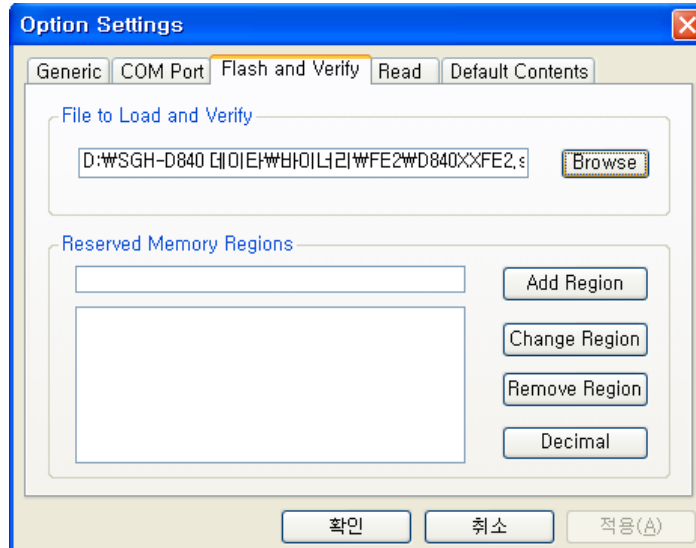 Option Settings
Generic COM Port Flash and Verify Read Default Contents
File to Load and Verify
D:₩SGH-D840 데이타₩바이너리₩FE2₩D840XXFE2.s Browse
Reserved Memory Regions
Add Region
Change Region
Remove Region
Decimal
확인 취소 적용(A)